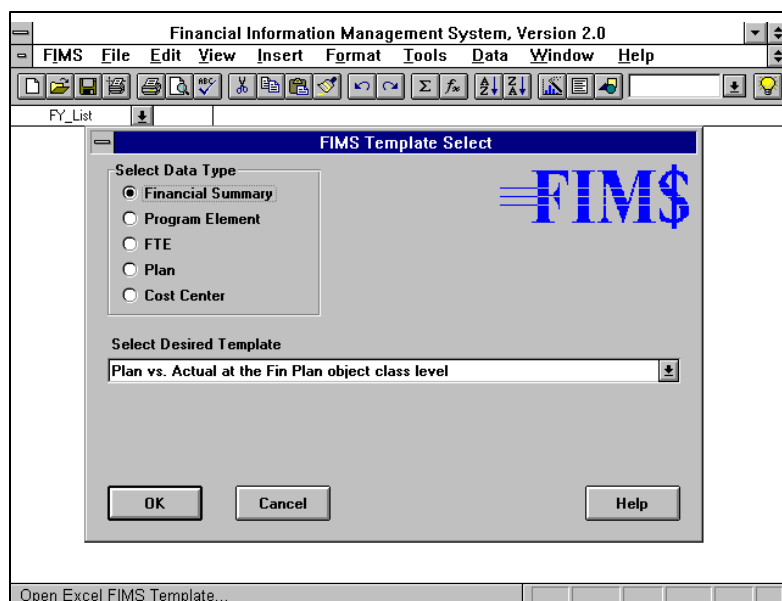 Financial Information Management System, Version 2.0
FIMS File Edit View Insert Format Tools Data Window Help
ABC Σ fx A Z Z A
FY_List
FIMS Template Select
Select Data Type
FIM$
Financial Summary
Program Element
FTE
Plan
Cost Center
Select Desired Template
Plan vs. Actual at the Fin Plan object class level
OK Cancel Help
Open Excel FIMS Template...